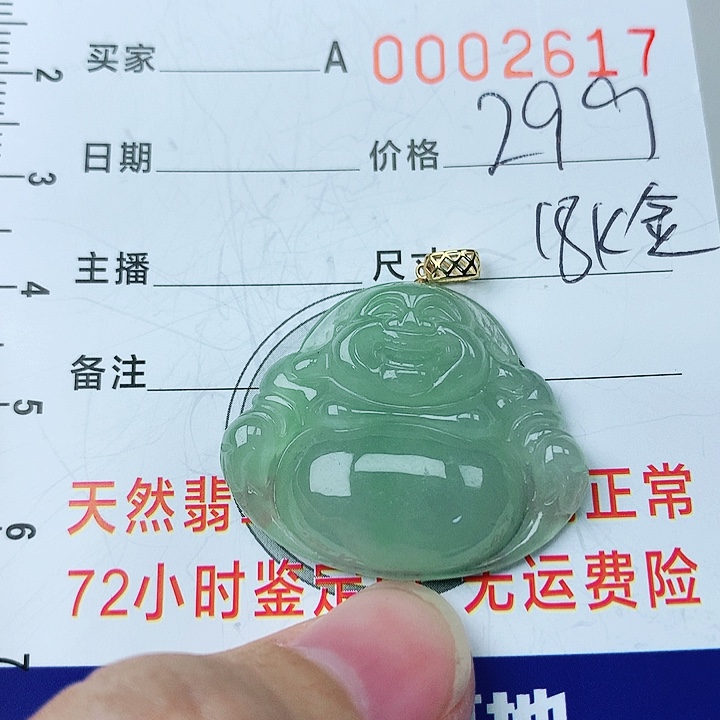 买家 A 0002617
日期 价格 299
主播 尺寸 18K金
备注
天然翡 正常
72小时鉴定 无运费险
地
2
3
4
5
6
7